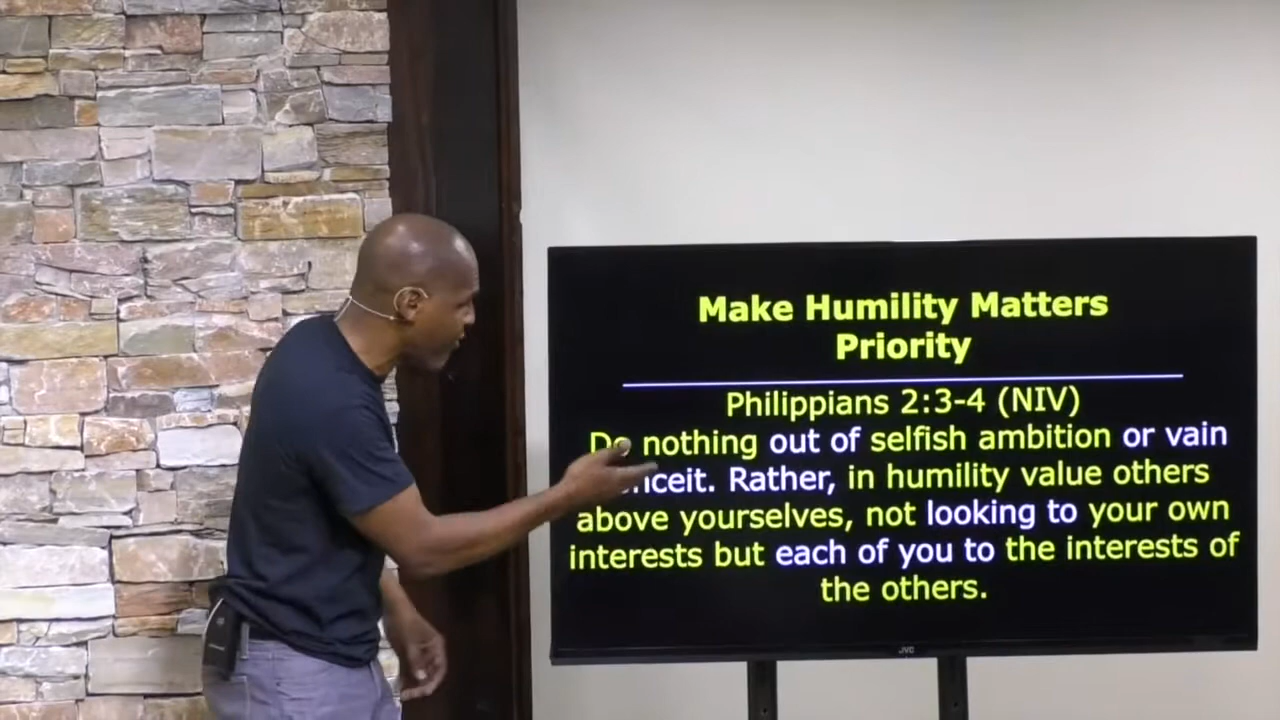 Make Humility Matters
Priority
Philippians 2:3-4 (NIV)
nothing out of selfish ambition or vain
Rather, in humility value others
above yourselves, not looking to your own
interests but each of you to the interests of
the others.
JVC